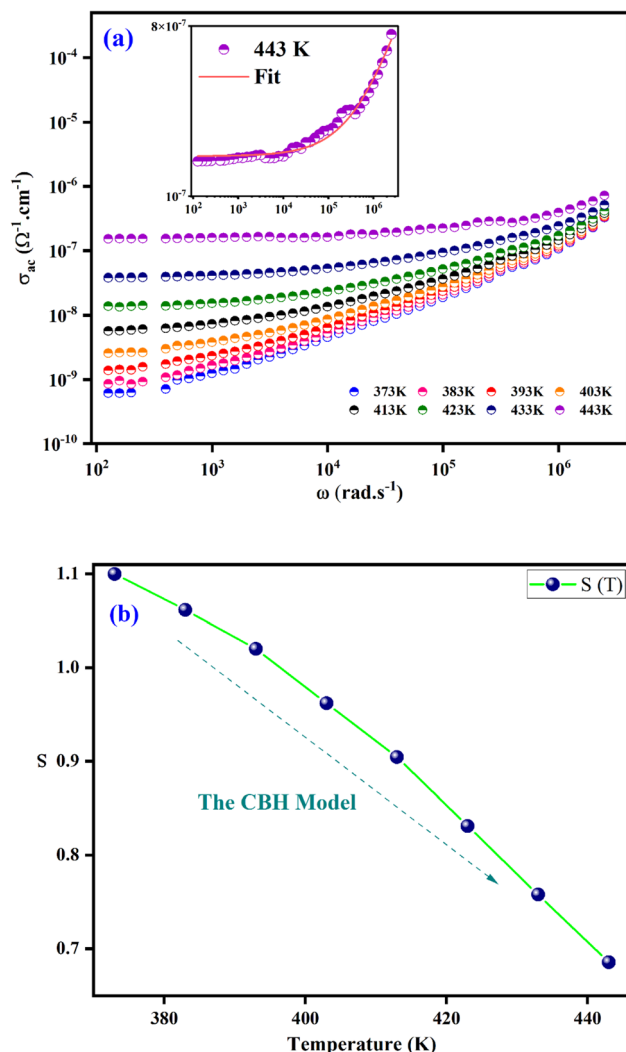 (a)
8×10⁻⁷
443 K
Fit
10⁻⁷
10² 10³ 10⁴ 10⁵ 10⁶
10⁻⁴
10⁻⁵
10⁻⁶
10⁻⁷
10⁻⁸
10⁻⁹
10⁻¹⁰
σac (Ω⁻¹.cm⁻¹)
373K 383K 393K 403K
413K 423K 433K 443K
10² 10³ 10⁴ 10⁵ 10⁶
ω (rad.s⁻¹)
(b)
S (T)
1.1
1.0
0.9
0.8
0.7
S
The CBH Model
380 400 420 440
Temperature (K)